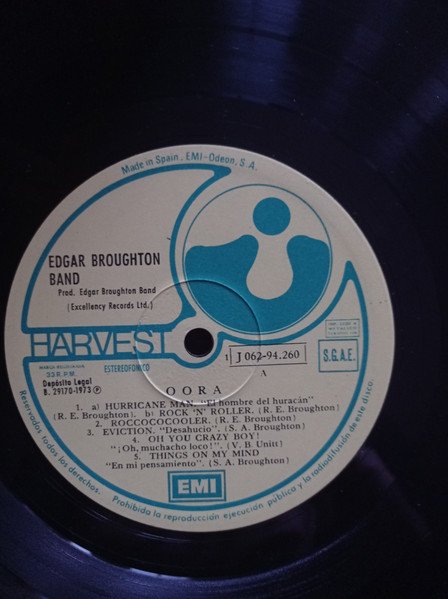 Made in Spain . EMI-Odeon, S.A.
EDGAR BROUGHTON
BAND
Prod. Edgar Broughton Band
(Excellency Records Ltd.)
HARVEST
MARCA REGISTRADA
33 R.P.M.
ESTEREOFONICO
1 J 062-94.260
S.G.A.E.
A
Depósito Legal
B. 29170-1973 Ⓟ
OORA
1. a) HURRICANE MAN. "El hombre del huracán"
(R. E. Broughton). b) ROCK 'N' ROLLER. (R. E. Broughton)
2. ROCCOCOCOOLER. (R. E. Broughton)
3. EVICTION. "Desahucio". (S. A. Broughton)
4. OH YOU CRAZY BOY!
"¡Oh, muchacho loco!". (V. B. Unitt)
5. THINGS ON MY MIND
"En mi pensamiento". (S. A. Broughton)
EMI
Reservados todos los derechos. Prohibida la reproducción ejecución pública y la radiodifusión de este disco